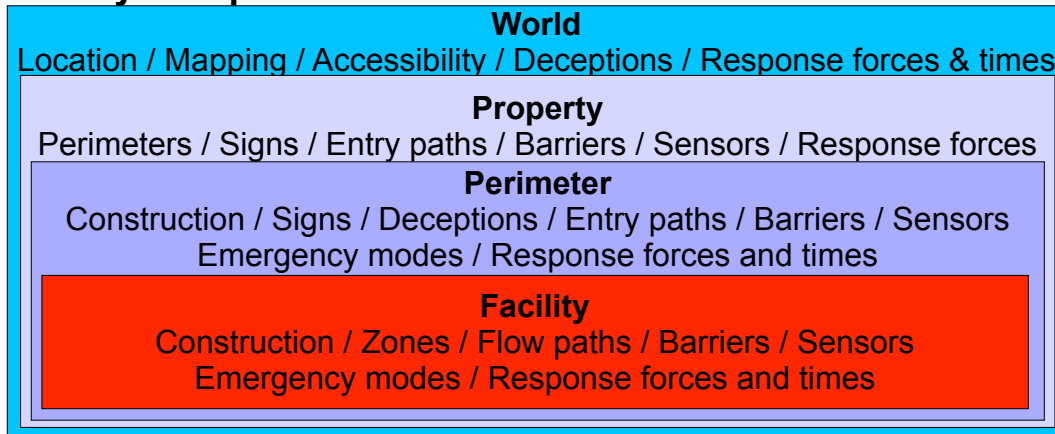 World
Location / Mapping / Accessibility / Deceptions / Response forces & times
Property
Perimeters / Signs / Entry paths / Barriers / Sensors / Response forces
Perimeter
Construction / Signs / Deceptions / Entry paths / Barriers / Sensors
Emergency modes / Response forces and times
Facility
Construction / Zones / Flow paths / Barriers / Sensors
Emergency modes / Response forces and times